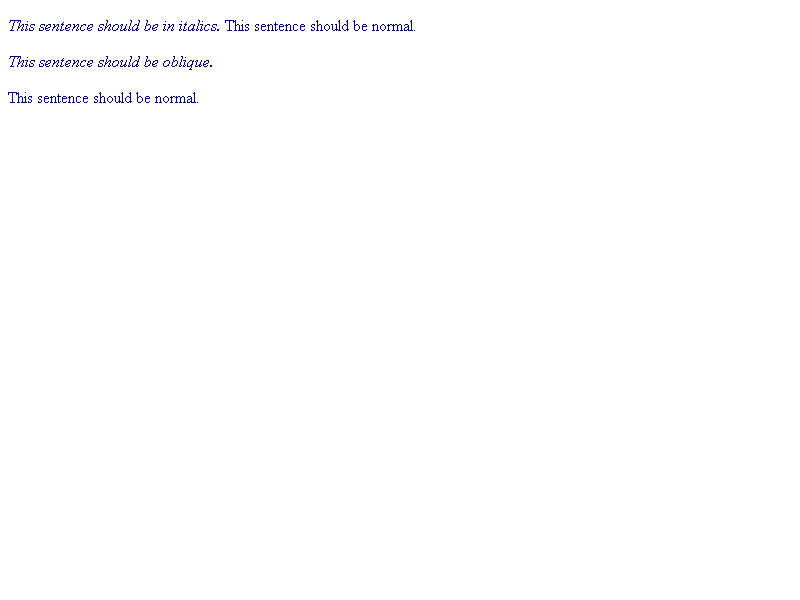 This sentence should be in italics. This sentence should be normal.
This sentence should be oblique.
This sentence should be normal.